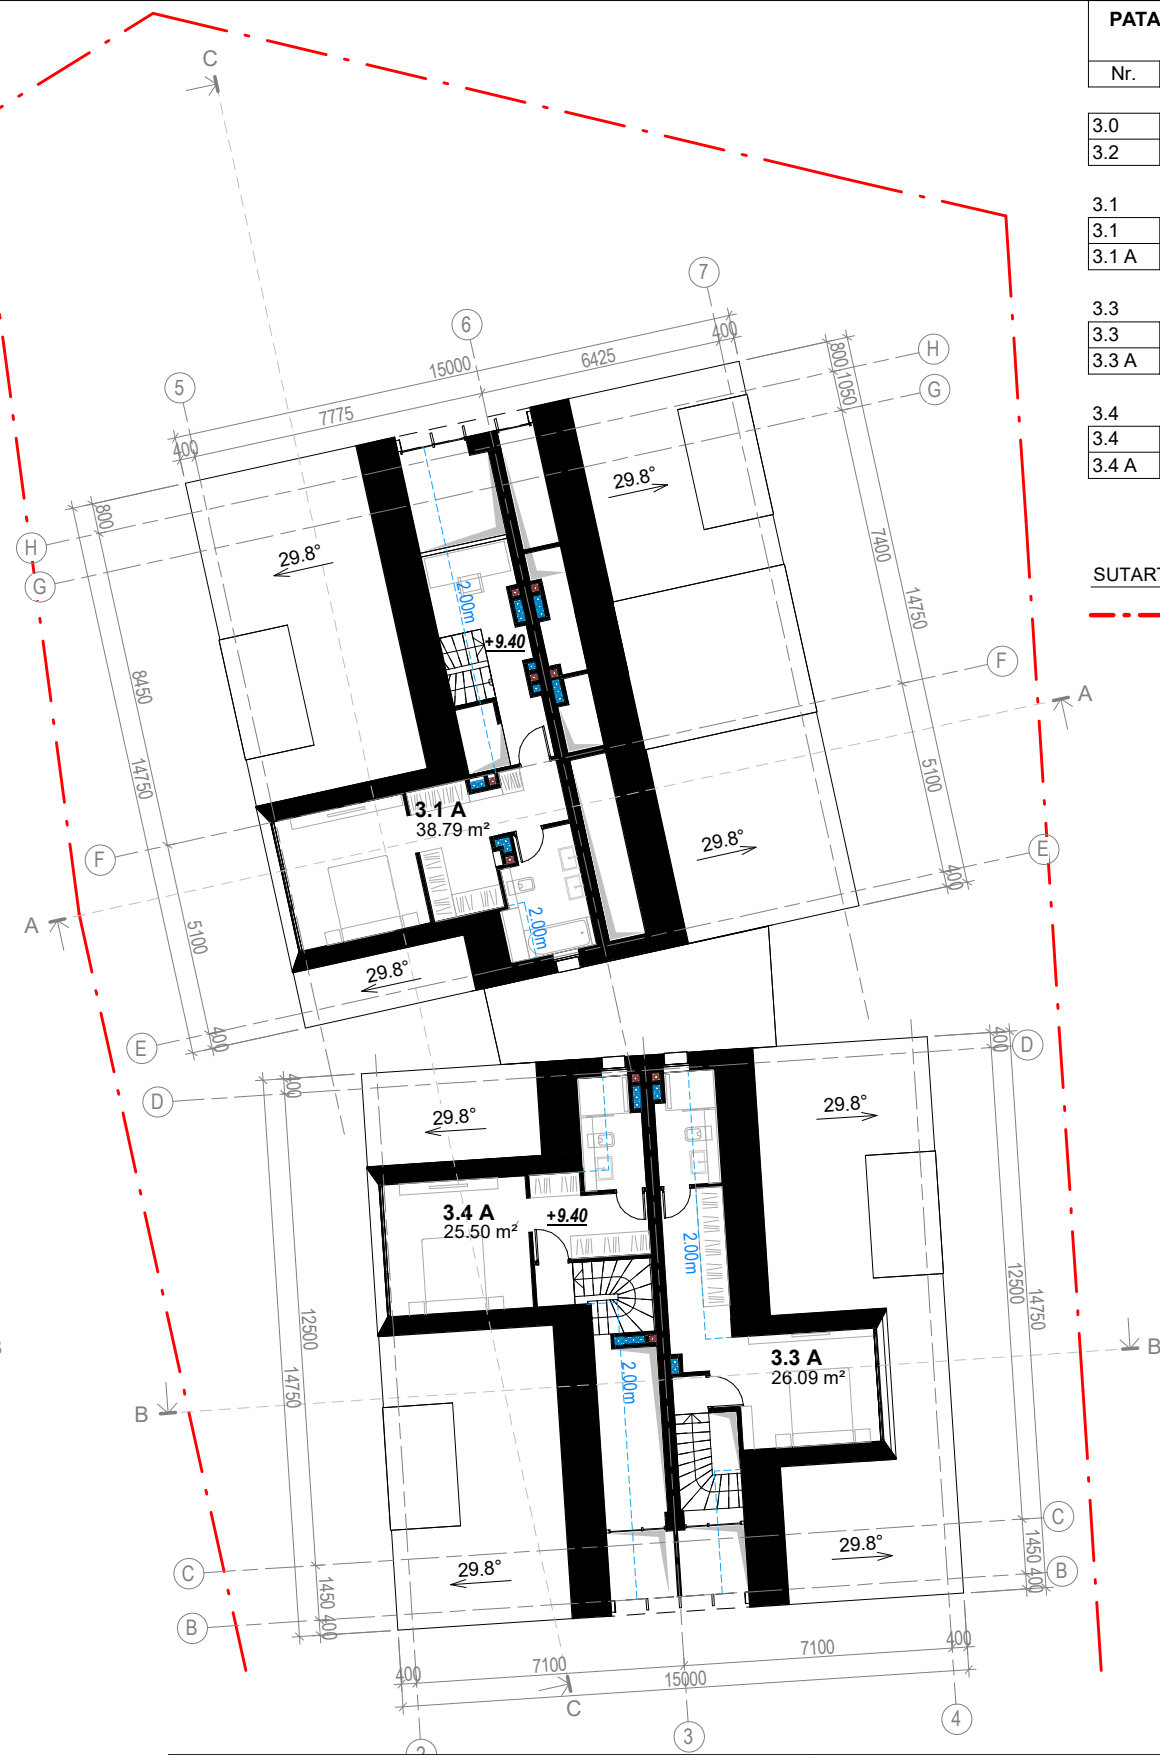 PATA
Nr.
3.0
3.2
3.1
3.1
3.1 A
3.3
3.3
3.3 A
3.4
3.4
3.4 A
SUTART
C
7
6
5
H
G
15000
6425
400
7775
400
800
1050
800
H
G
29.8°
29.8°
2.00m
+9.40
7400
14750
F
A
8450
14750
5100
3.1 A
38.79 m²
29.8°
E
400
F
A
5100
2.00m
29.8°
400
E
D
400
400
D
29.8°
29.8°
3.4 A
25.50 m²
+9.40
2.00m
12500
14750
12500
14750
3.3 A
26.09 m²
2.00m
B
B
29.8°
29.8°
C
B
1450
400
C
B
1450
400
7100
7100
400
400
15000
C
2
3
4